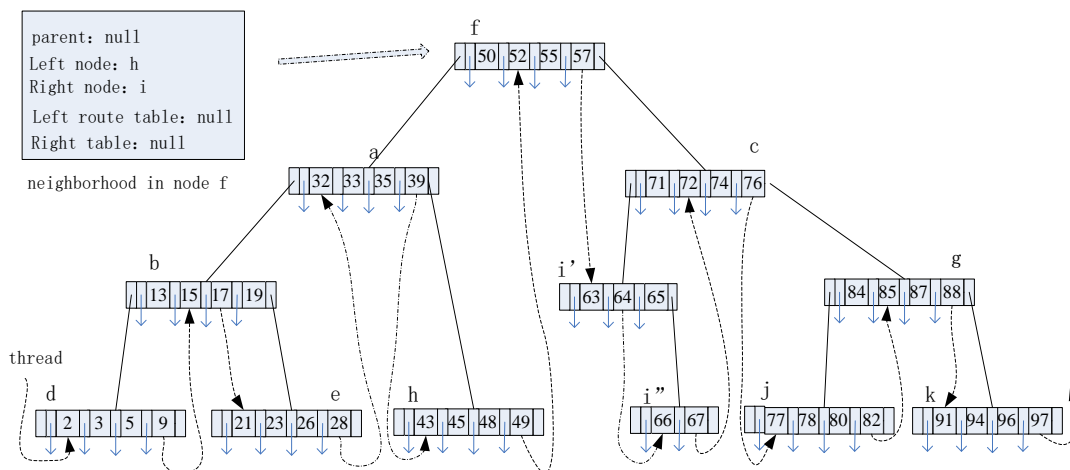 f
parent: null
Left node: h
Right node: i
Left route table: null
Right table: null
neighborhood in node f
50 52 55 57
a
c
32 33 35 39
71 72 74 76
b
i'
g
13 15 17 19
63 64 65
84 85 87 88
thread
d
e
h
i"
j
k
2 3 5 9
21 23 26 28
43 45 48 49
66 67
77 78 80 82
91 94 96 97